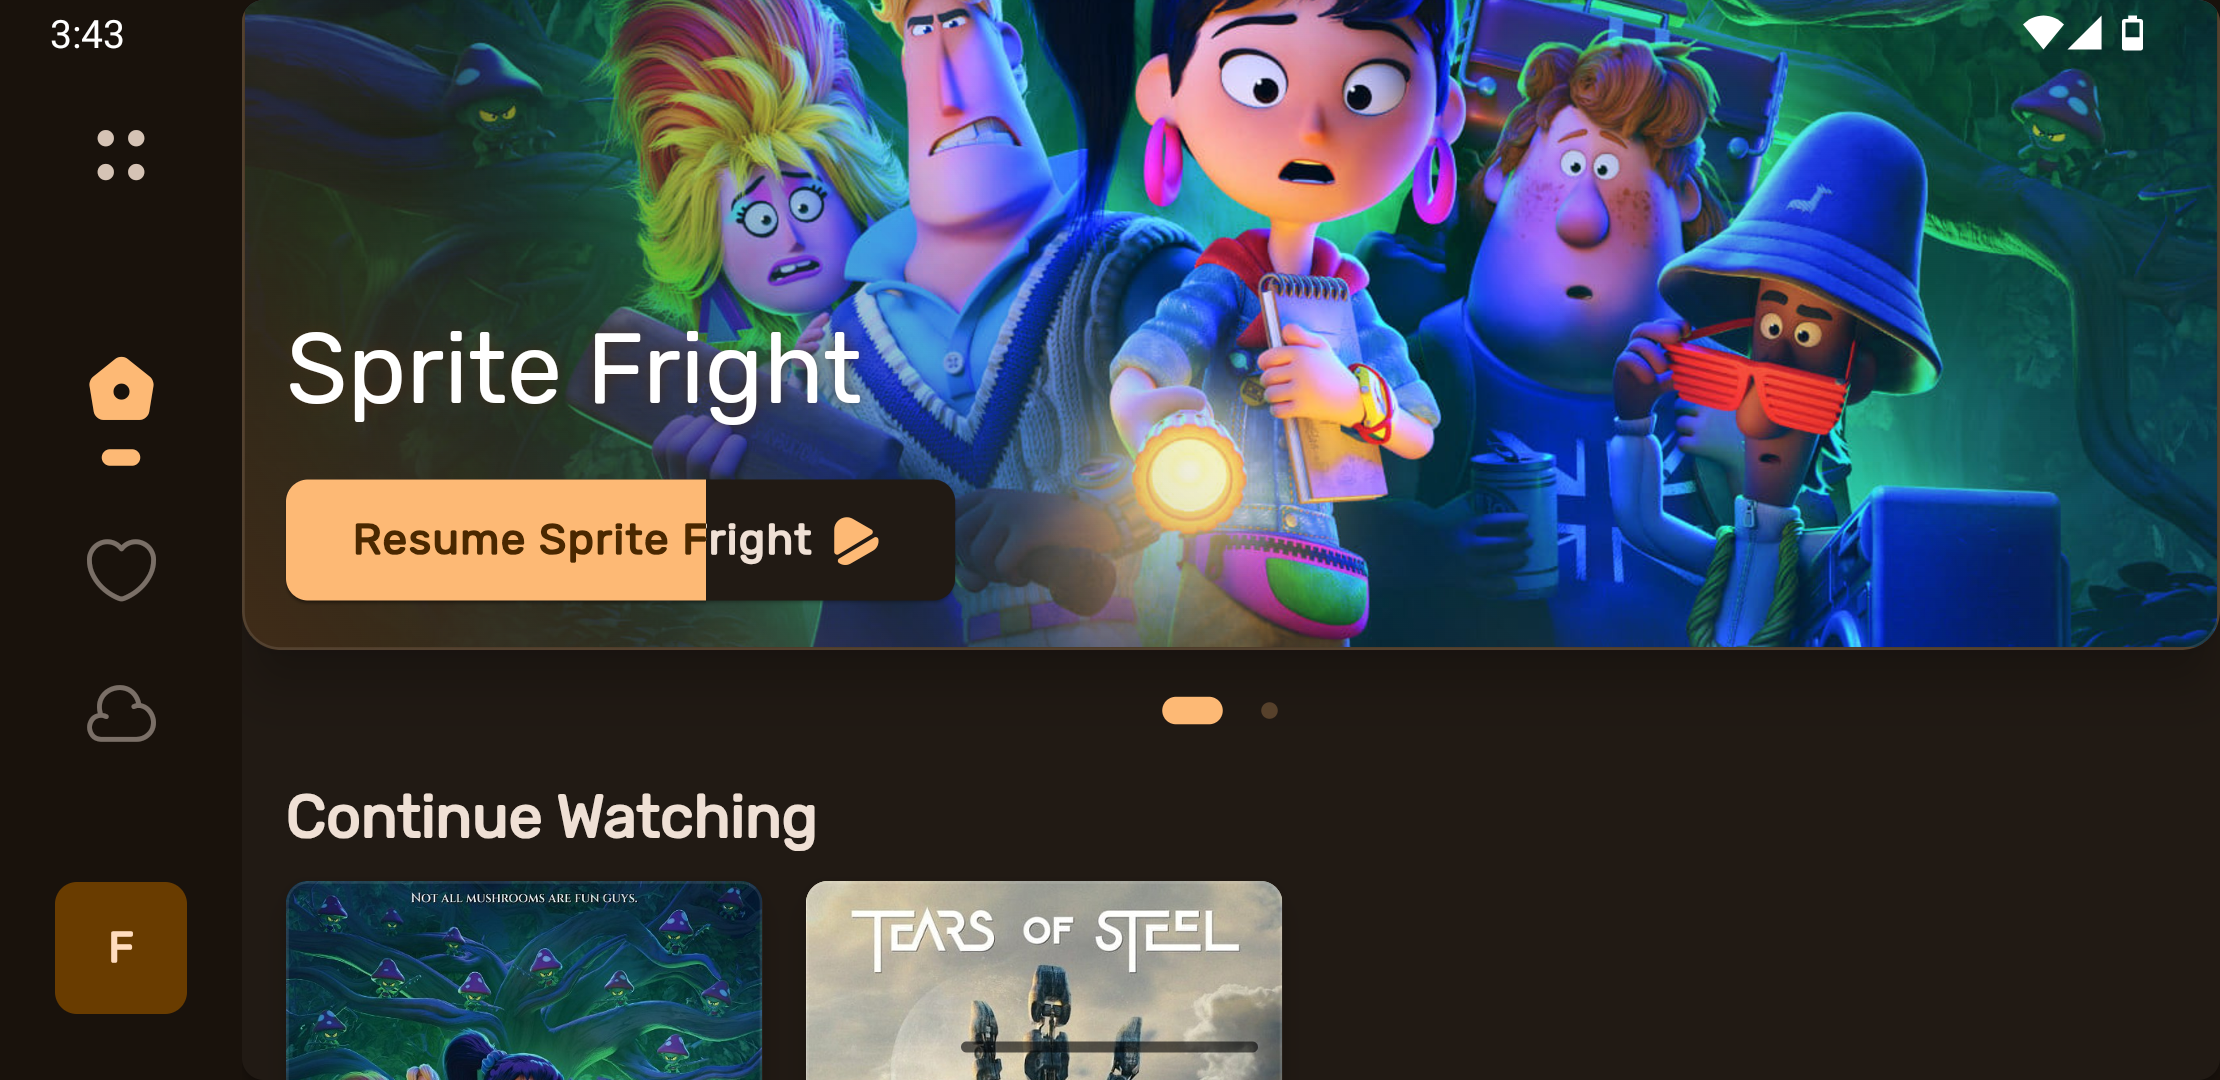 3:43
Sprite Fright
Resume Sprite Fright
Continue Watching
NOT ALL MUSHROOMS ARE FUN GUYS.
TEARS OF STEEL
F